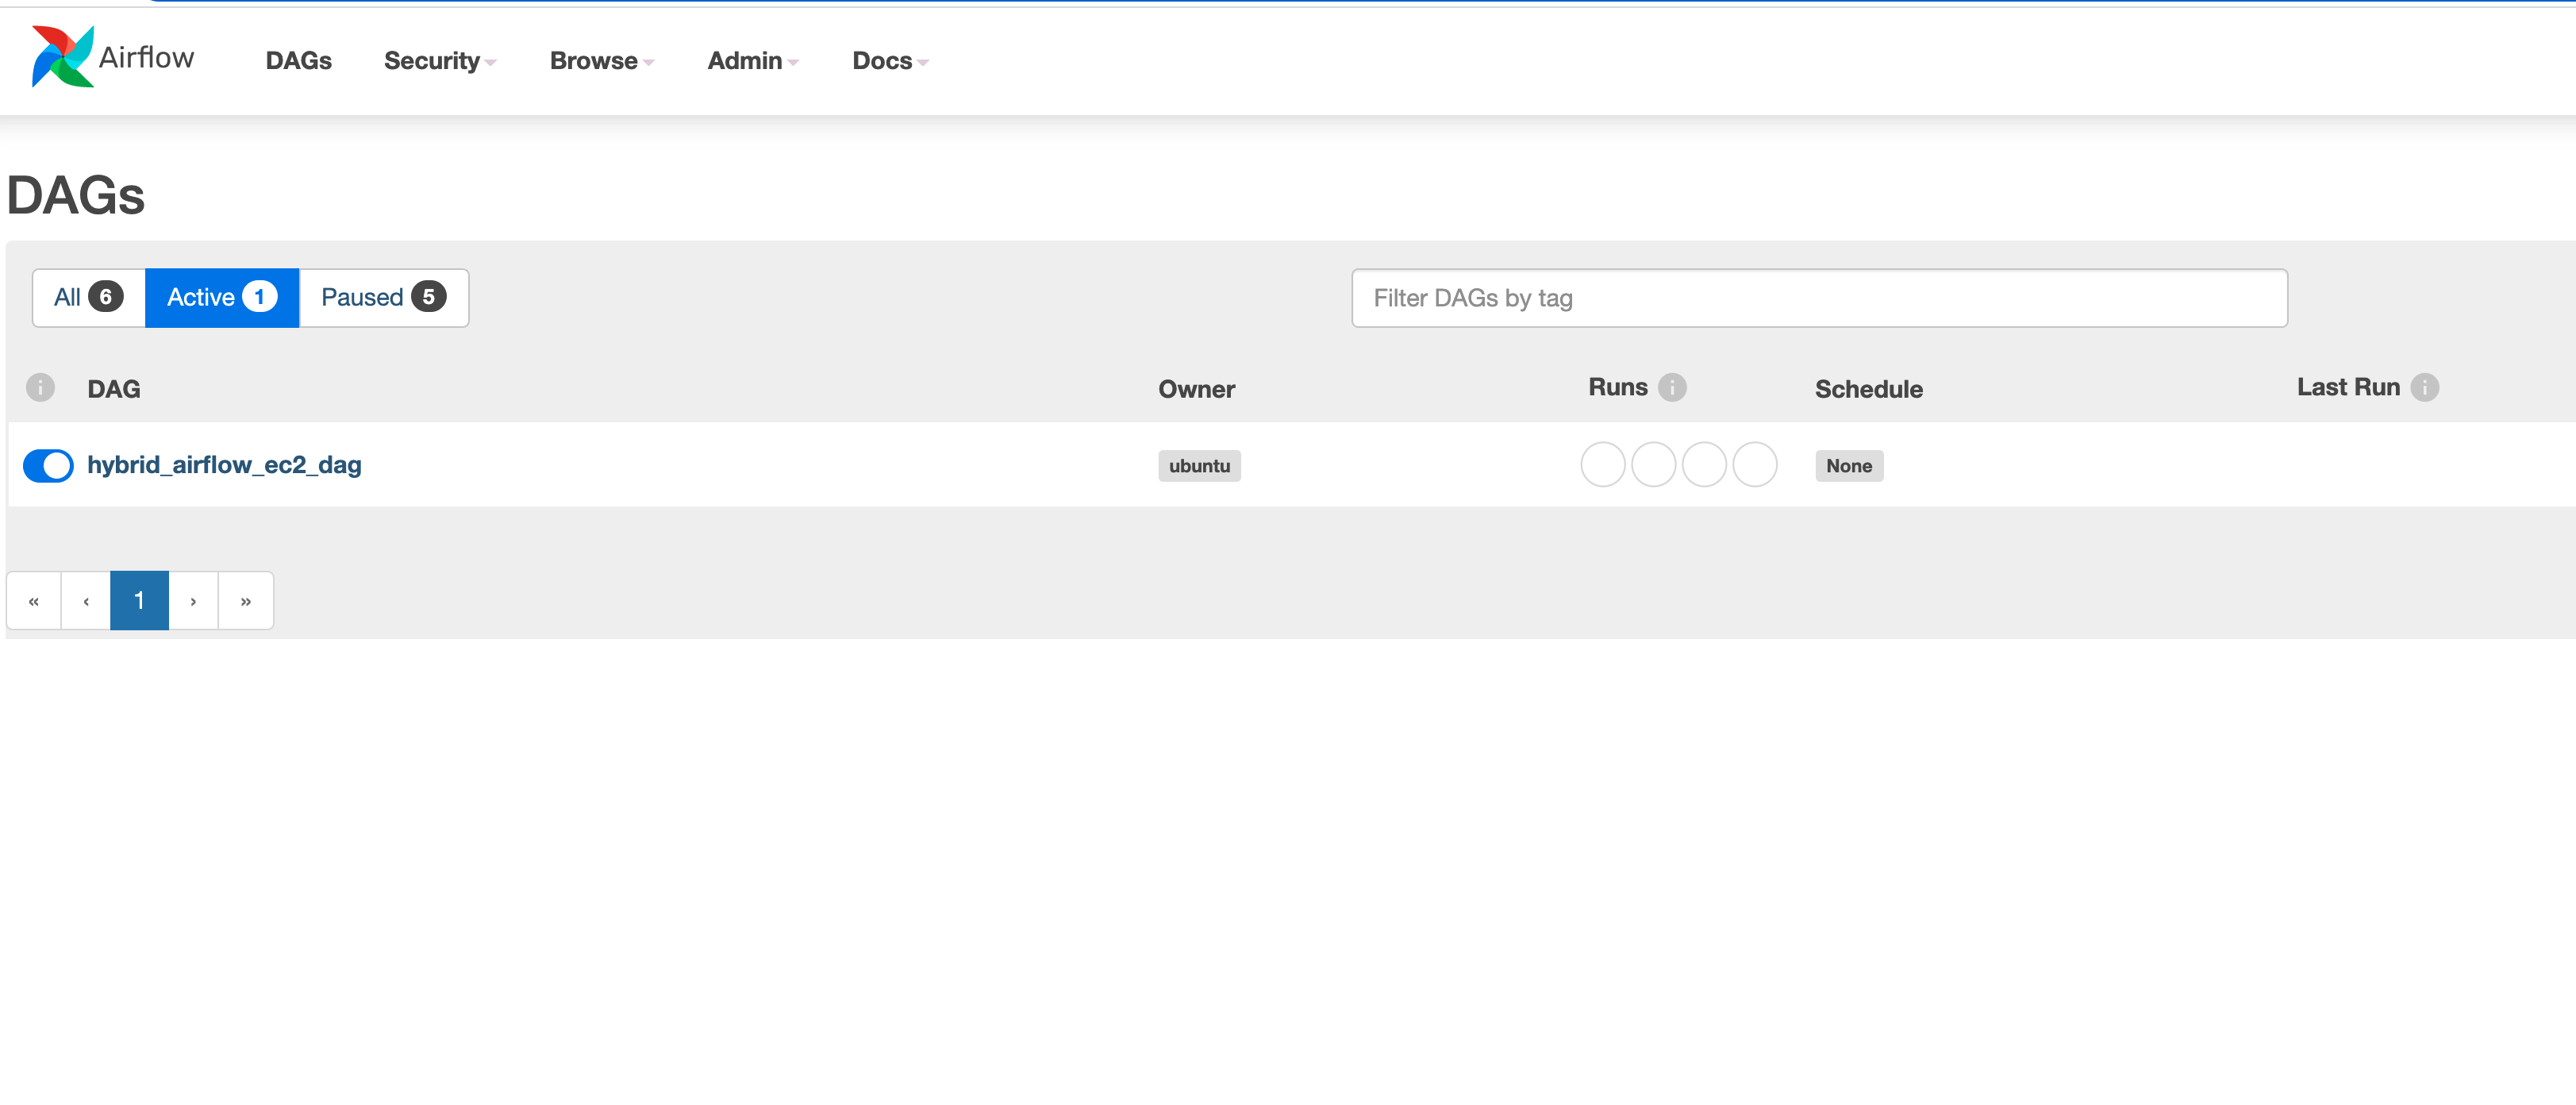 Airflow DAGs Security Browse Admin Docs
DAGs
All 6 Active 1 Paused 5 Filter DAGs by tag
i DAG Owner Runs i Schedule Last Run i
hybrid_airflow_ec2_dag ubuntu None
« ‹ 1 › »